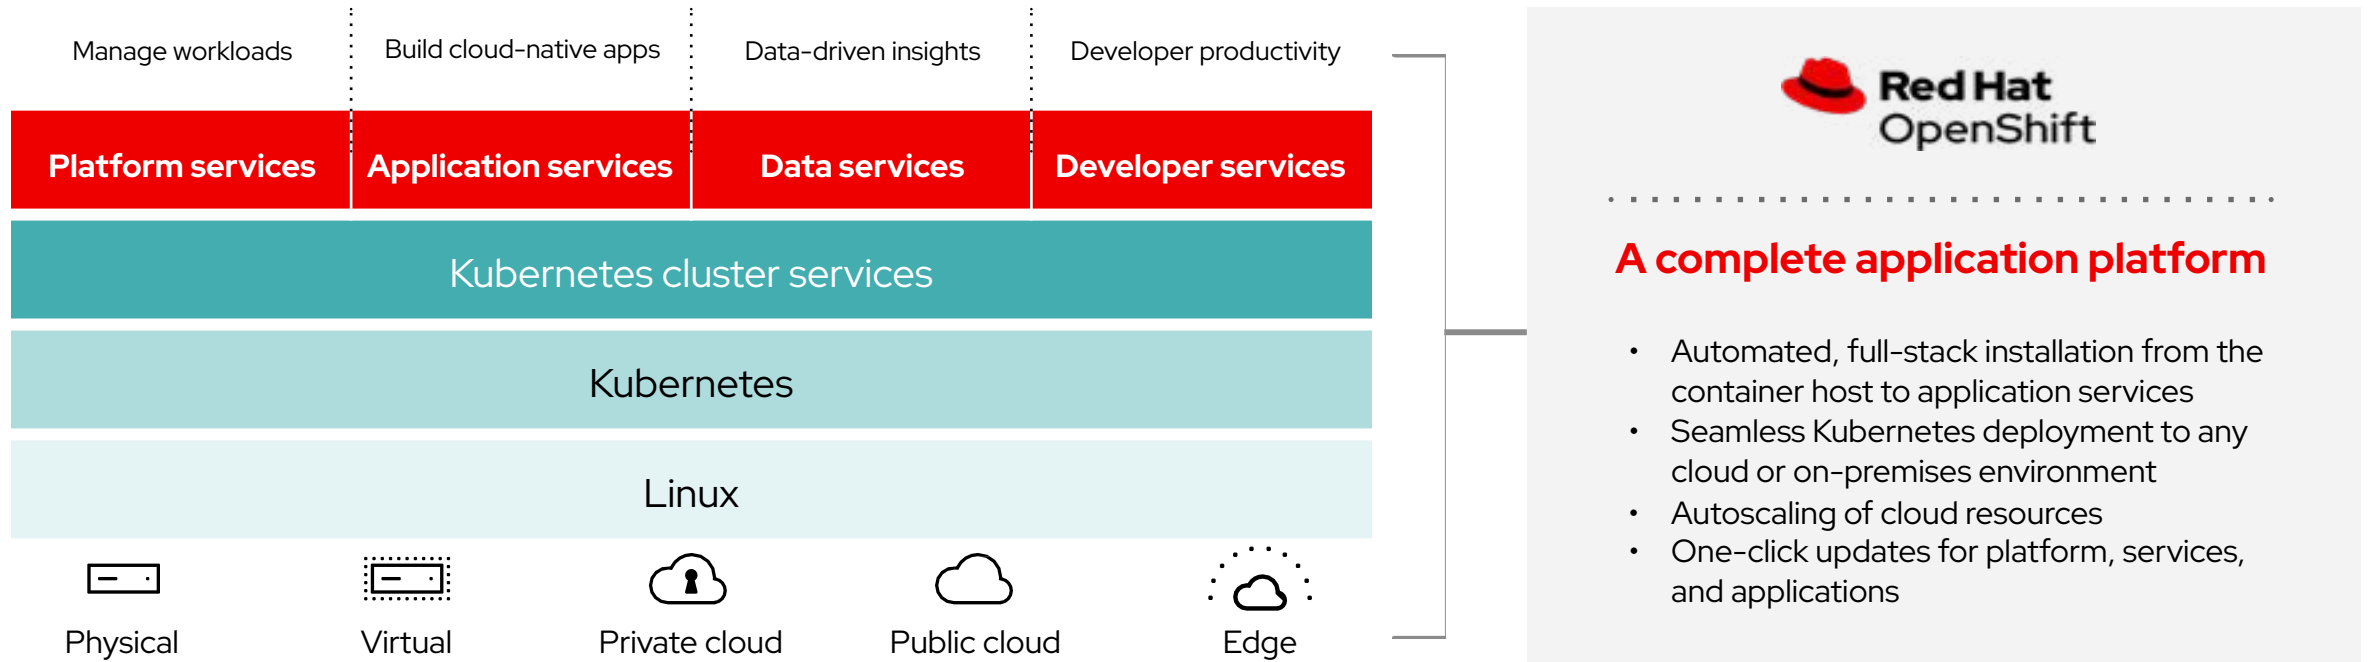 Manage workloads
Build cloud-native apps
Data-driven insights
Developer productivity
Platform services
Application services
Data services
Developer services
Kubernetes cluster services
Kubernetes
Linux
Physical
Virtual
Private cloud
Public cloud
Edge
Red Hat
OpenShift
A complete application platform
• Automated, full-stack installation from the
container host to application services
• Seamless Kubernetes deployment to any
cloud or on-premises environment
• Autoscaling of cloud resources
• One-click updates for platform, services,
and applications